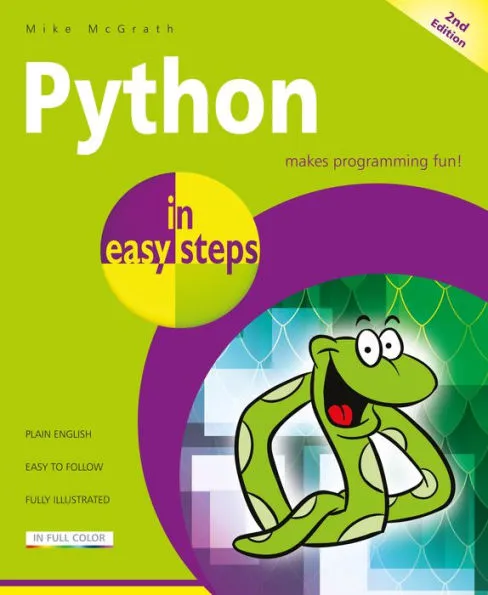 Mike McGrath
2nd
Edition
Python
makes programming fun!
in
easy steps
PLAIN ENGLISH
EASY TO FOLLOW
FULLY ILLUSTRATED
IN FULL COLOR